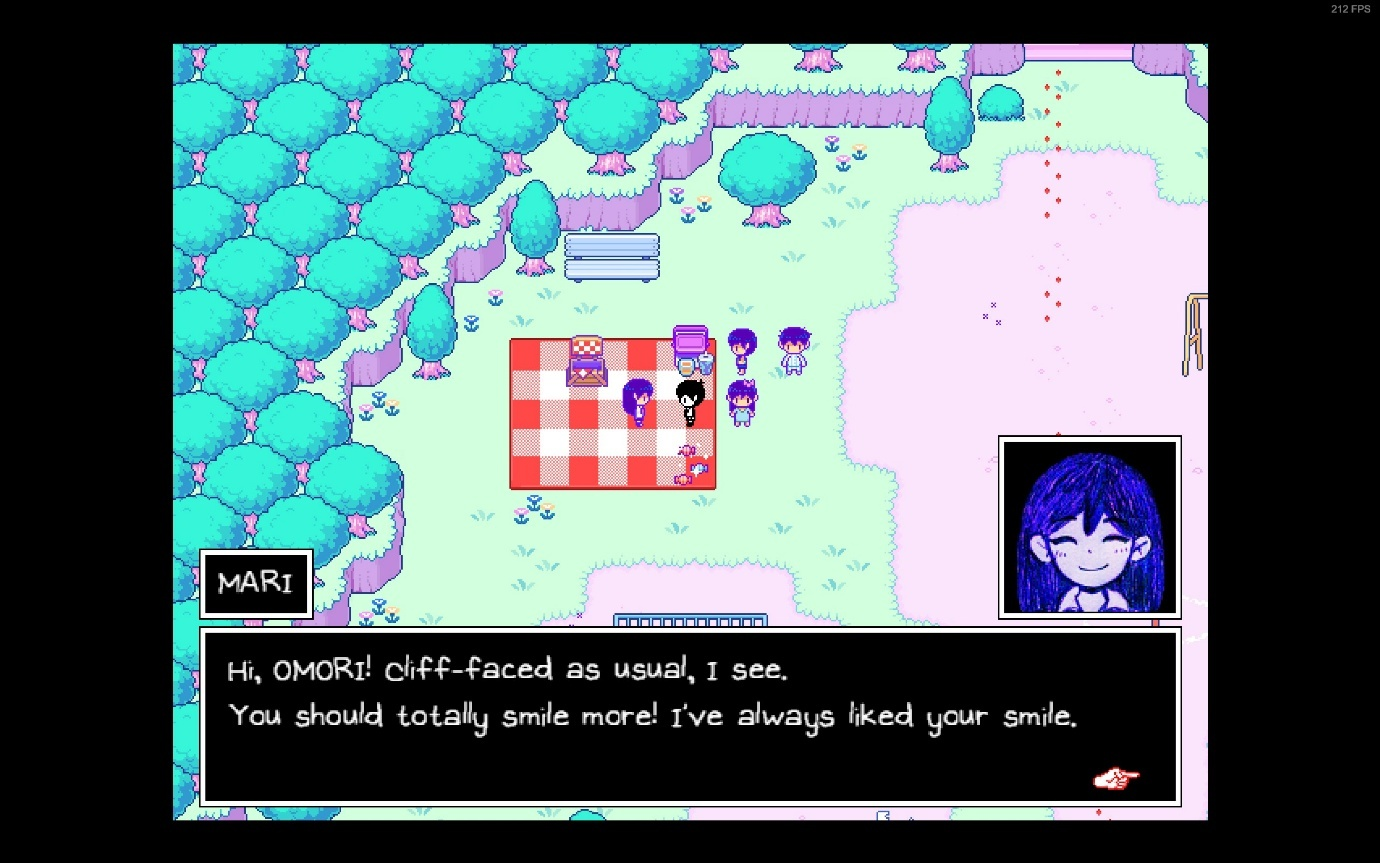 212 FPS
MARI
Hi, OMORI! Cliff-faced as usual, I see.
You should totally smile more! I've always liked your smile.